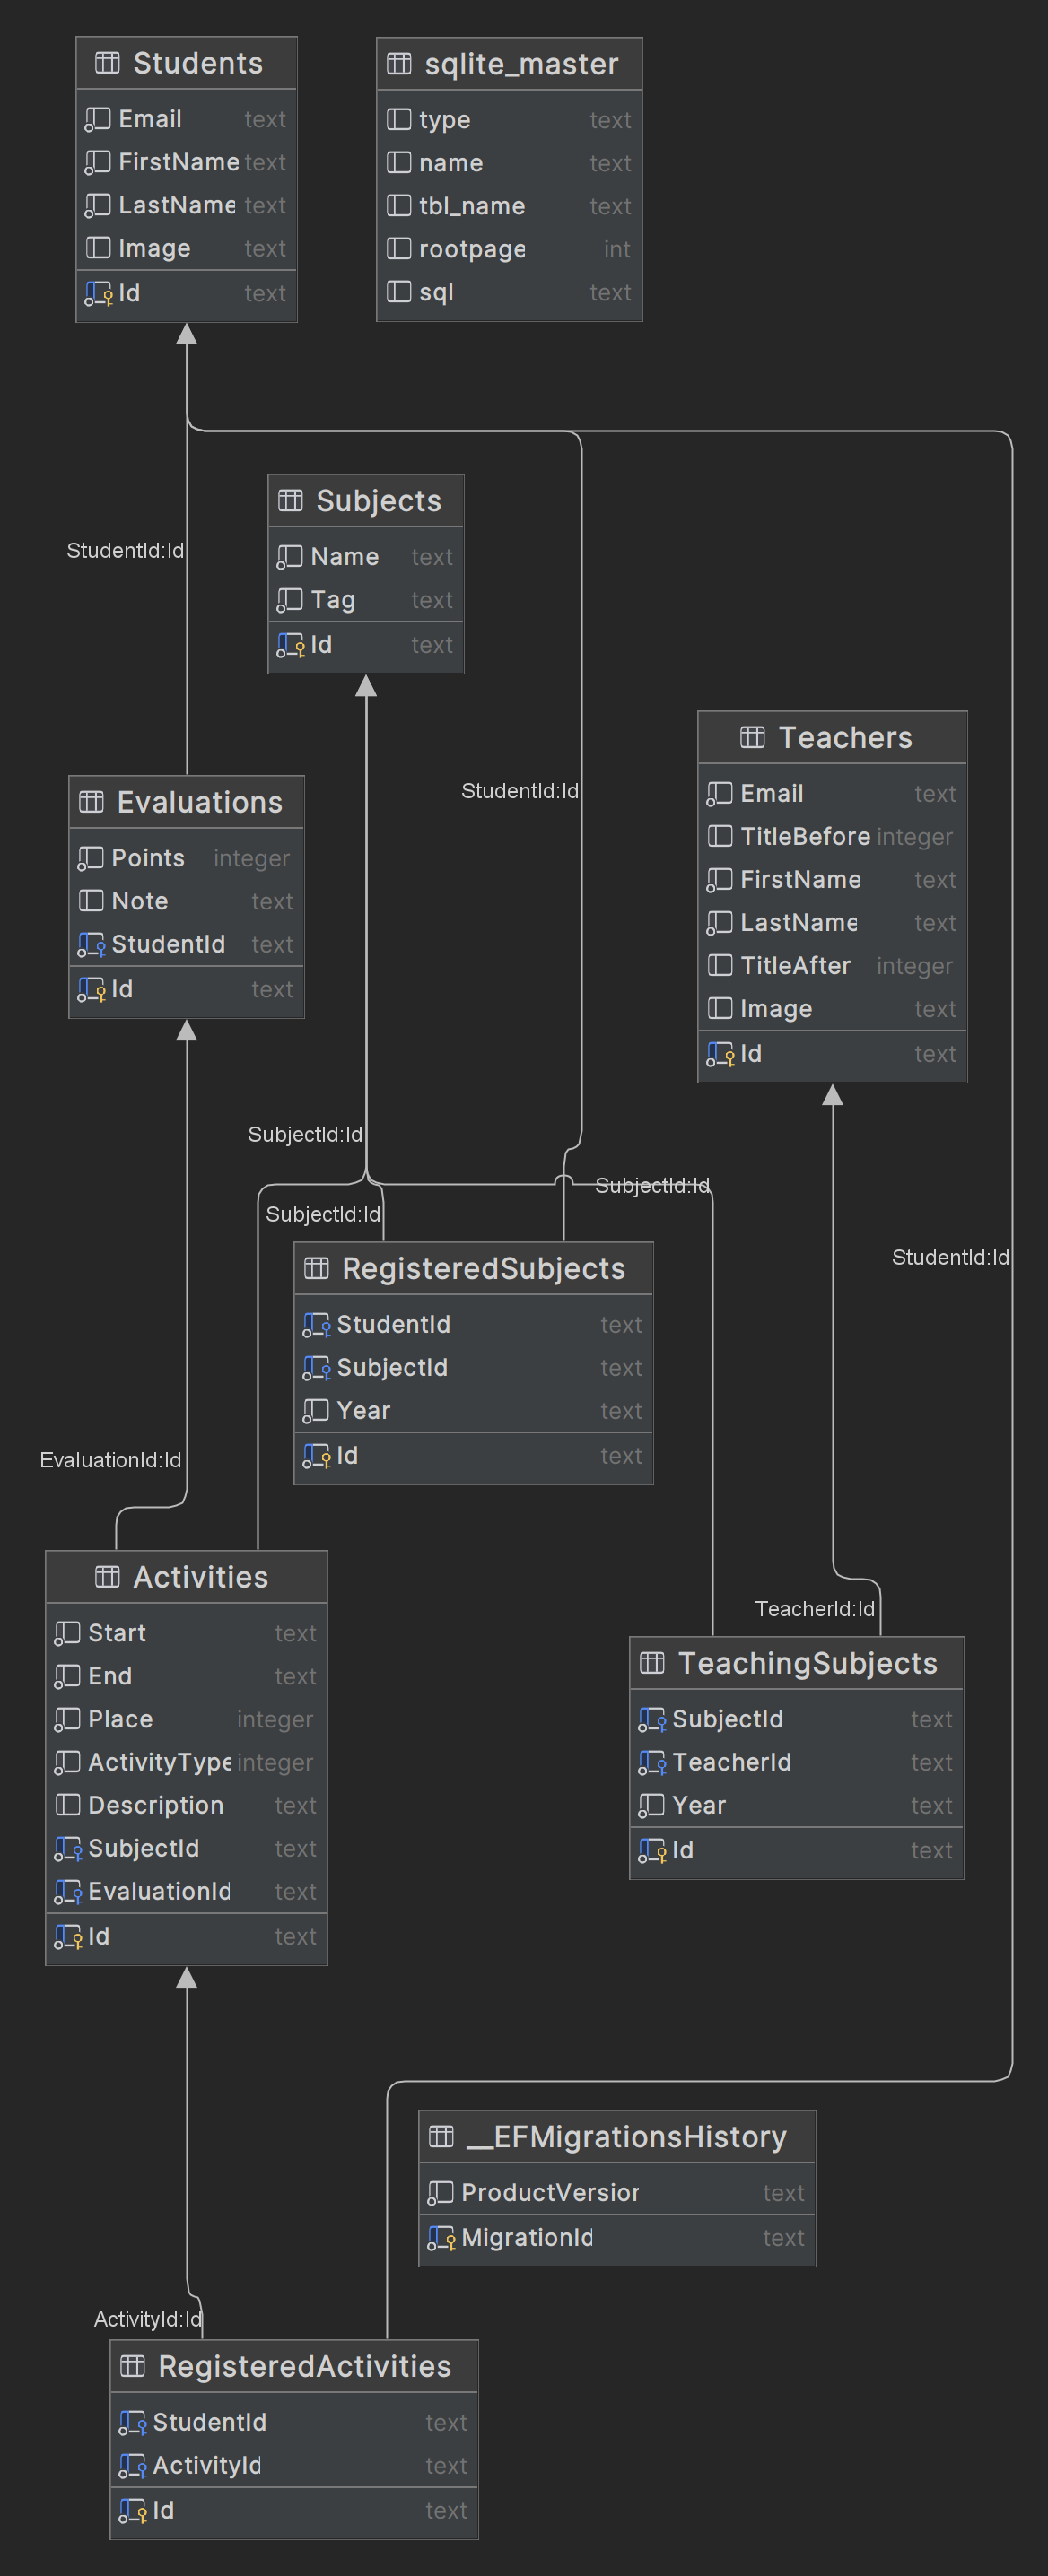 Students
Email text
FirstName text
LastName text
Image text
Id text
sqlite_master
type text
name text
tbl_name text
rootpage int
sql text
StudentId:Id
Subjects
Name text
Tag text
Id text
StudentId:Id
Teachers
Email text
TitleBefore integer
FirstName text
LastName text
TitleAfter integer
Image text
Id text
Evaluations
Points integer
Note text
StudentId text
Id text
SubjectId:Id
SubjectId:Id
SubjectId:Id
StudentId:Id
RegisteredSubjects
StudentId text
SubjectId text
Year text
Id text
EvaluationId:Id
Activities
Start text
End text
Place integer
ActivityType integer
Description text
SubjectId text
EvaluationId text
Id text
TeacherId:Id
TeachingSubjects
SubjectId text
TeacherId text
Year text
Id text
__EFMigrationsHistory
ProductVersion text
MigrationId text
ActivityId:Id
RegisteredActivities
StudentId text
ActivityId text
Id text